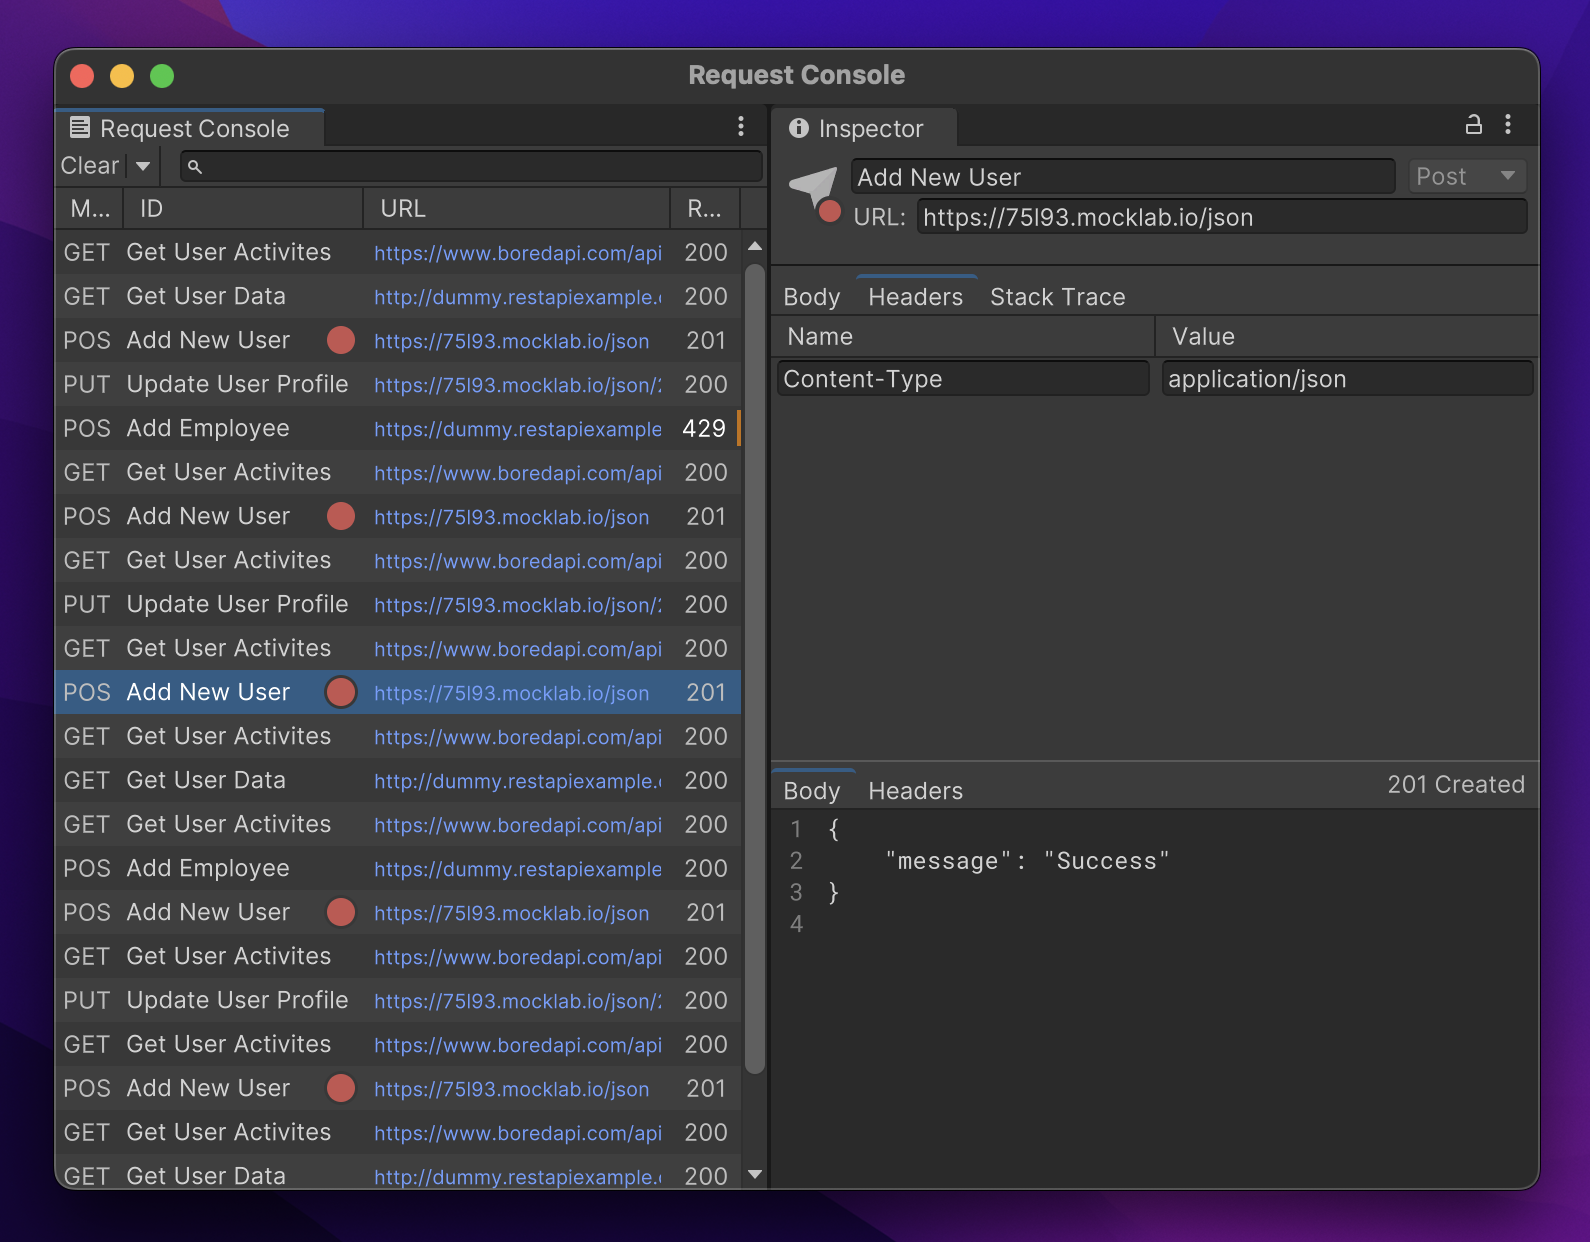 Request Console
Request Console
Clear
M... ID URL R...
GET Get User Activites https://www.boredapi.com/api 200
GET Get User Data http://dummy.restapiexample. 200
POS Add New User https://75l93.mocklab.io/json 201
PUT Update User Profile https://75l93.mocklab.io/json/ 200
POS Add Employee https://dummy.restapiexample 429
GET Get User Activites https://www.boredapi.com/api 200
POS Add New User https://75l93.mocklab.io/json 201
GET Get User Activites https://www.boredapi.com/api 200
PUT Update User Profile https://75l93.mocklab.io/json/ 200
GET Get User Activites https://www.boredapi.com/api 200
POS Add New User https://75l93.mocklab.io/json 201
GET Get User Activites https://www.boredapi.com/api 200
GET Get User Data http://dummy.restapiexample. 200
GET Get User Activites https://www.boredapi.com/api 200
POS Add Employee https://dummy.restapiexample 200
POS Add New User https://75l93.mocklab.io/json 201
GET Get User Activites https://www.boredapi.com/api 200
PUT Update User Profile https://75l93.mocklab.io/json/ 200
GET Get User Activites https://www.boredapi.com/api 200
POS Add New User https://75l93.mocklab.io/json 201
GET Get User Activites https://www.boredapi.com/api 200
GET Get User Data http://dummy.restapiexample. 200
Inspector
Add New User Post
URL: https://75l93.mocklab.io/json
Body Headers Stack Trace
Name Value
Content-Type application/json
Body Headers 201 Created
1 {
2 "message": "Success"
3 }
4